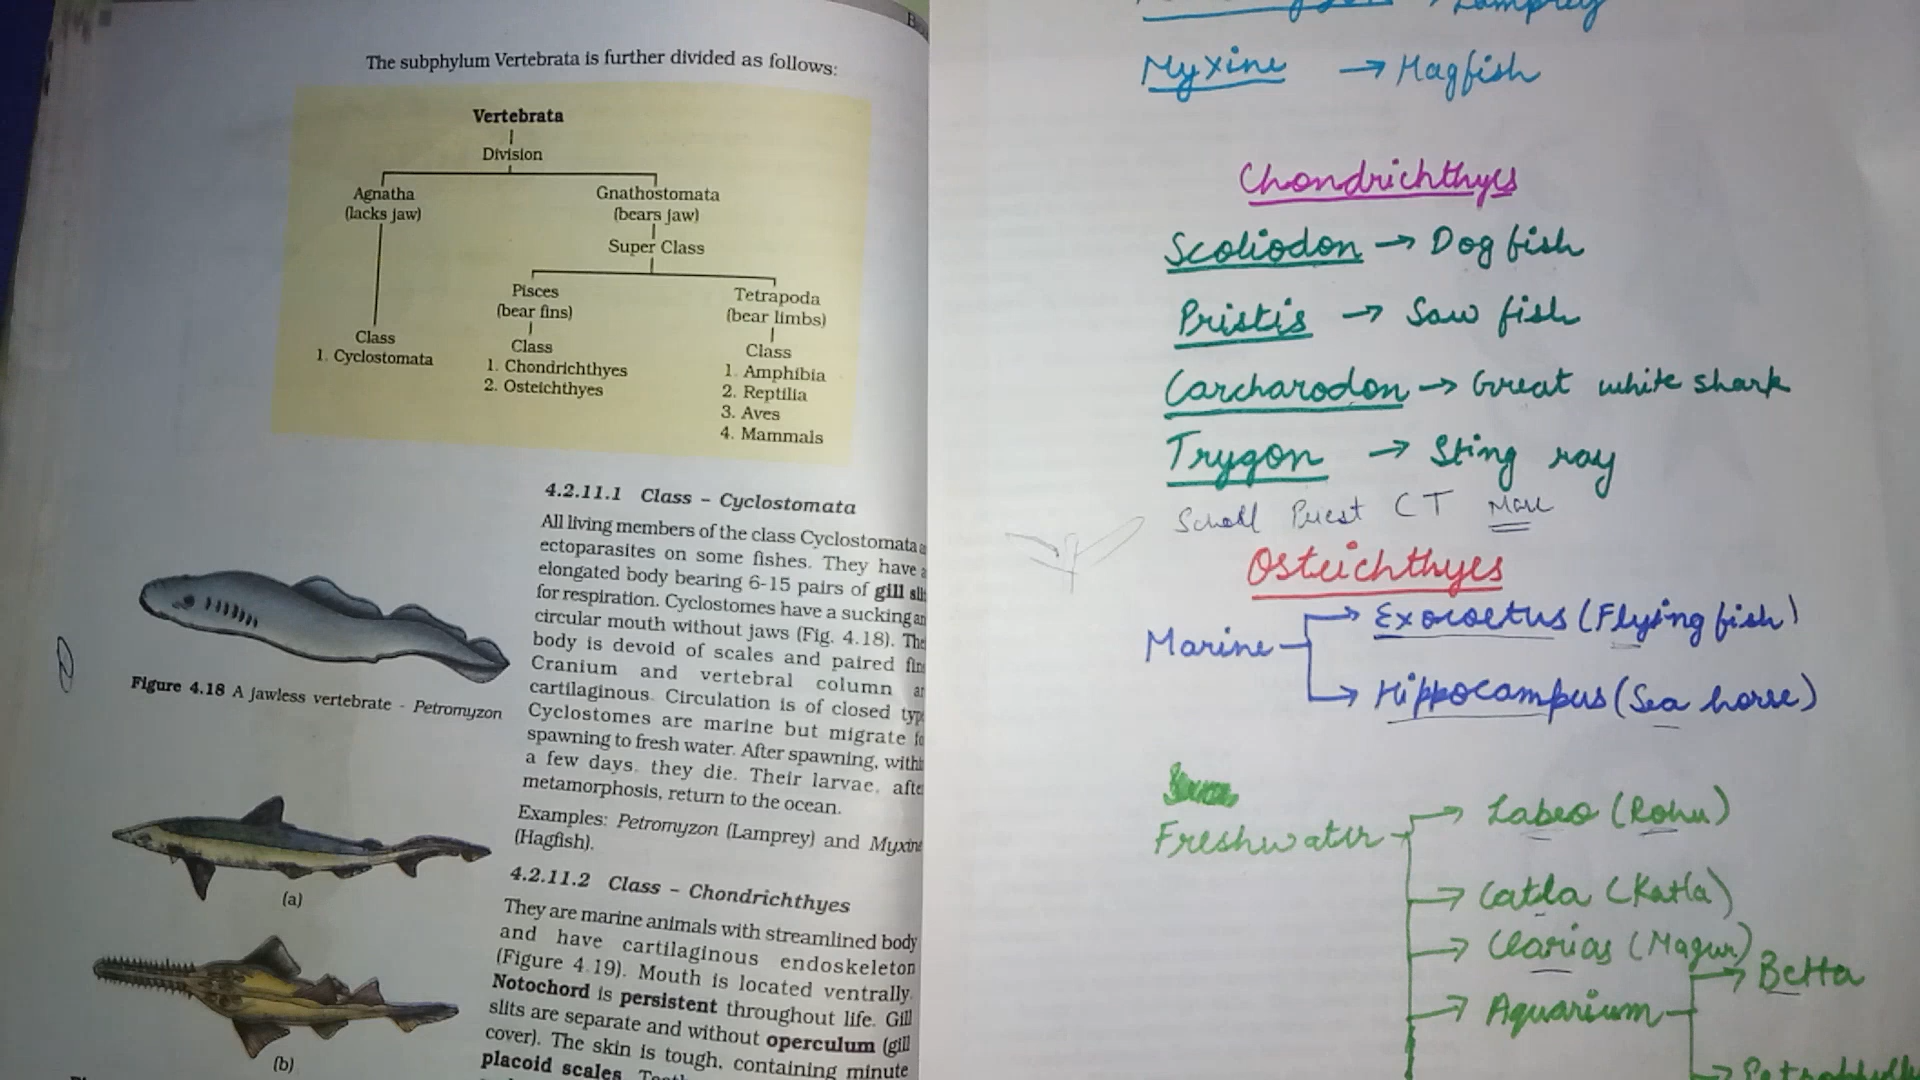 The subphylum Vertebrata is further divided as follows:
Vertebrata
Division
Agnatha
(lacks jaw)
Gnathostomata
(bears jaw)
Super Class
Pisces
(bear fins)
Tetrapoda
(bear limbs)
Class
1. Cyclostomata
Class
1. Chondrichthyes
2. Osteichthyes
Class
1. Amphibia
2. Reptilia
3. Aves
4. Mammals
4.2.11.1 Class – Cyclostomata
All living members of the class Cyclostomata
ectoparasites on some fishes. They have
elongated body bearing 6-15 pairs of gill
for respiration. Cyclostomes have a sucking
circular mouth without jaws (Fig. 4.18).
body is devoid of scales and paired
Cranium and vertebral column
cartilaginous. Circulation is of closed
Cyclostomes are marine but migrate
spawning to fresh water. After spawning,
a few days, they die. Their larvae,
metamorphosis, return to the ocean.
Examples: Petromyzon (Lamprey) and Myxine
(Hagfish).
Figure 4.18 A jawless vertebrate - Petromyzon
4.2.11.2 Class – Chondrichthyes
They are marine animals with streamlined body
and have cartilaginous endoskeleton
(Figure 4.19). Mouth is located ventrally.
Notochord is persistent throughout life. Gill
slits are separate and without operculum (gill
cover). The skin is tough, containing minute
placoid scales.
(a)
(b)
Lamprey
Myxine → Hagfish
Chondrichthyes
Scoliodon → Dog fish
Pristis → Saw fish
Carcharodon → Great white shark
Trygon → Sting ray
Priest CT
Osteichthyes
Marine → Exocoetus (Flying fish)
→ Hippocampus (Sea horse)
Freshwater → Labeo (Rohu)
→ Catla (Katla)
→ Clarias (Magur)
→ Aquarium → Betta